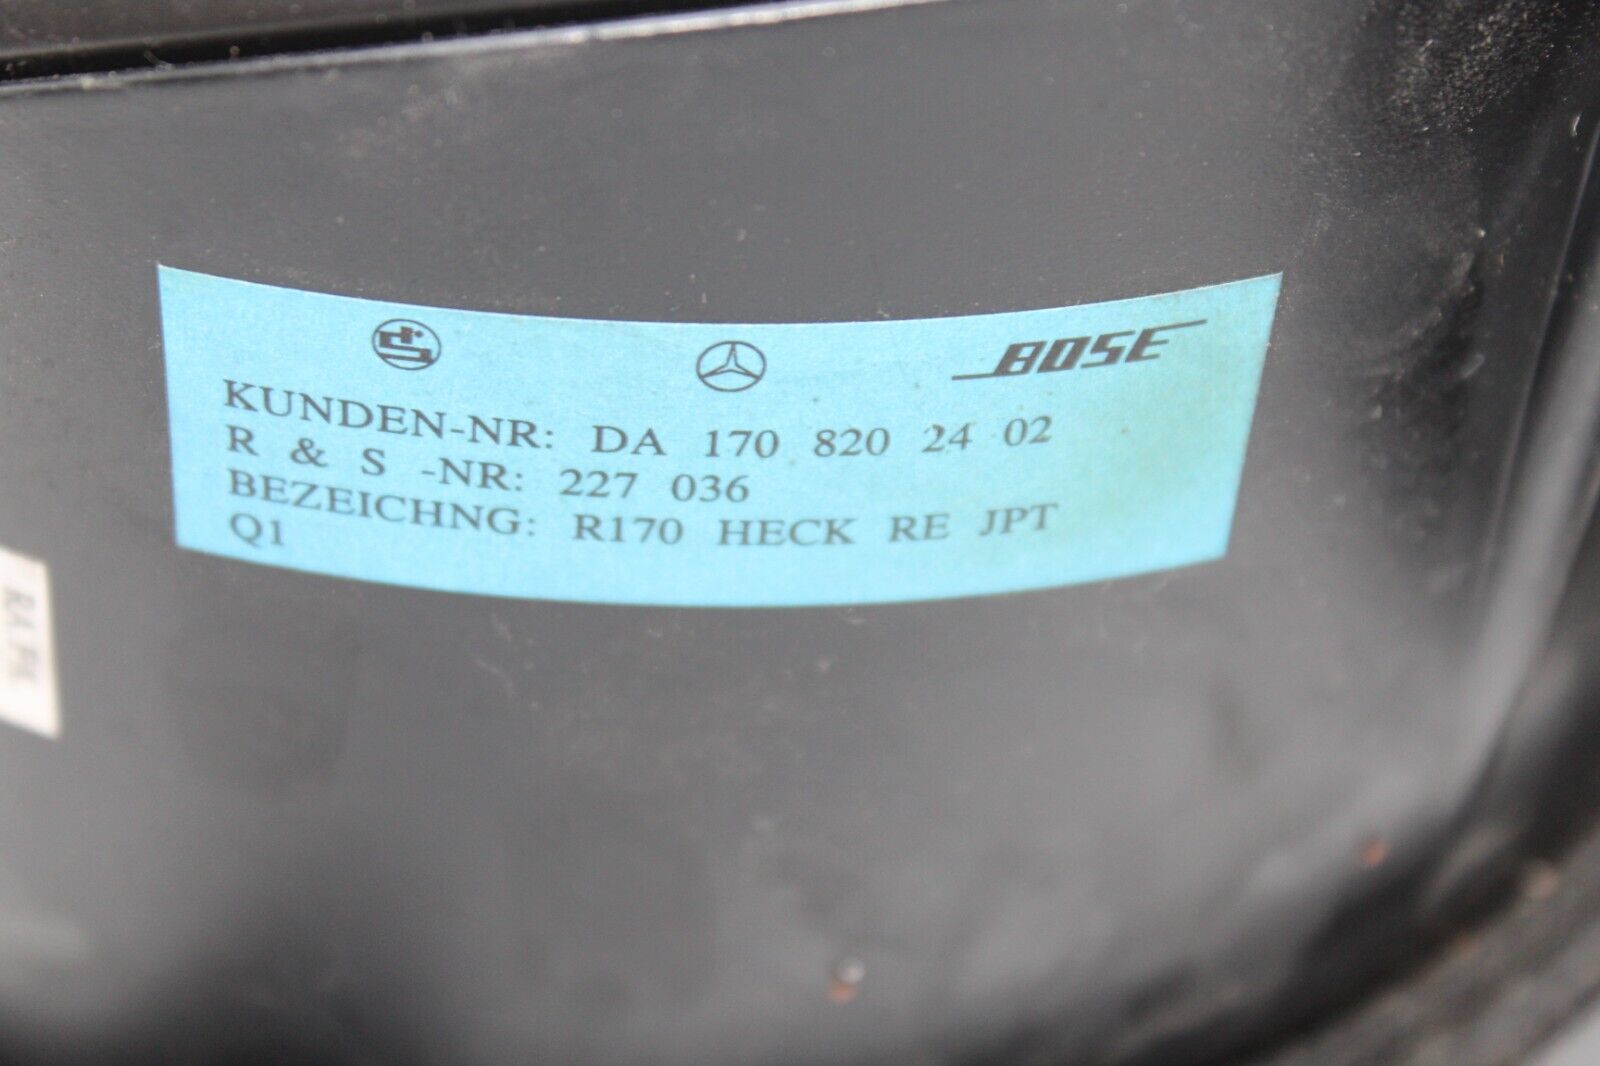 BOSE
KUNDEN-NR: DA 170 820 24 02
R & S -NR: 227 036
BEZEICHNG: R170 HECK RE JPT
Q1